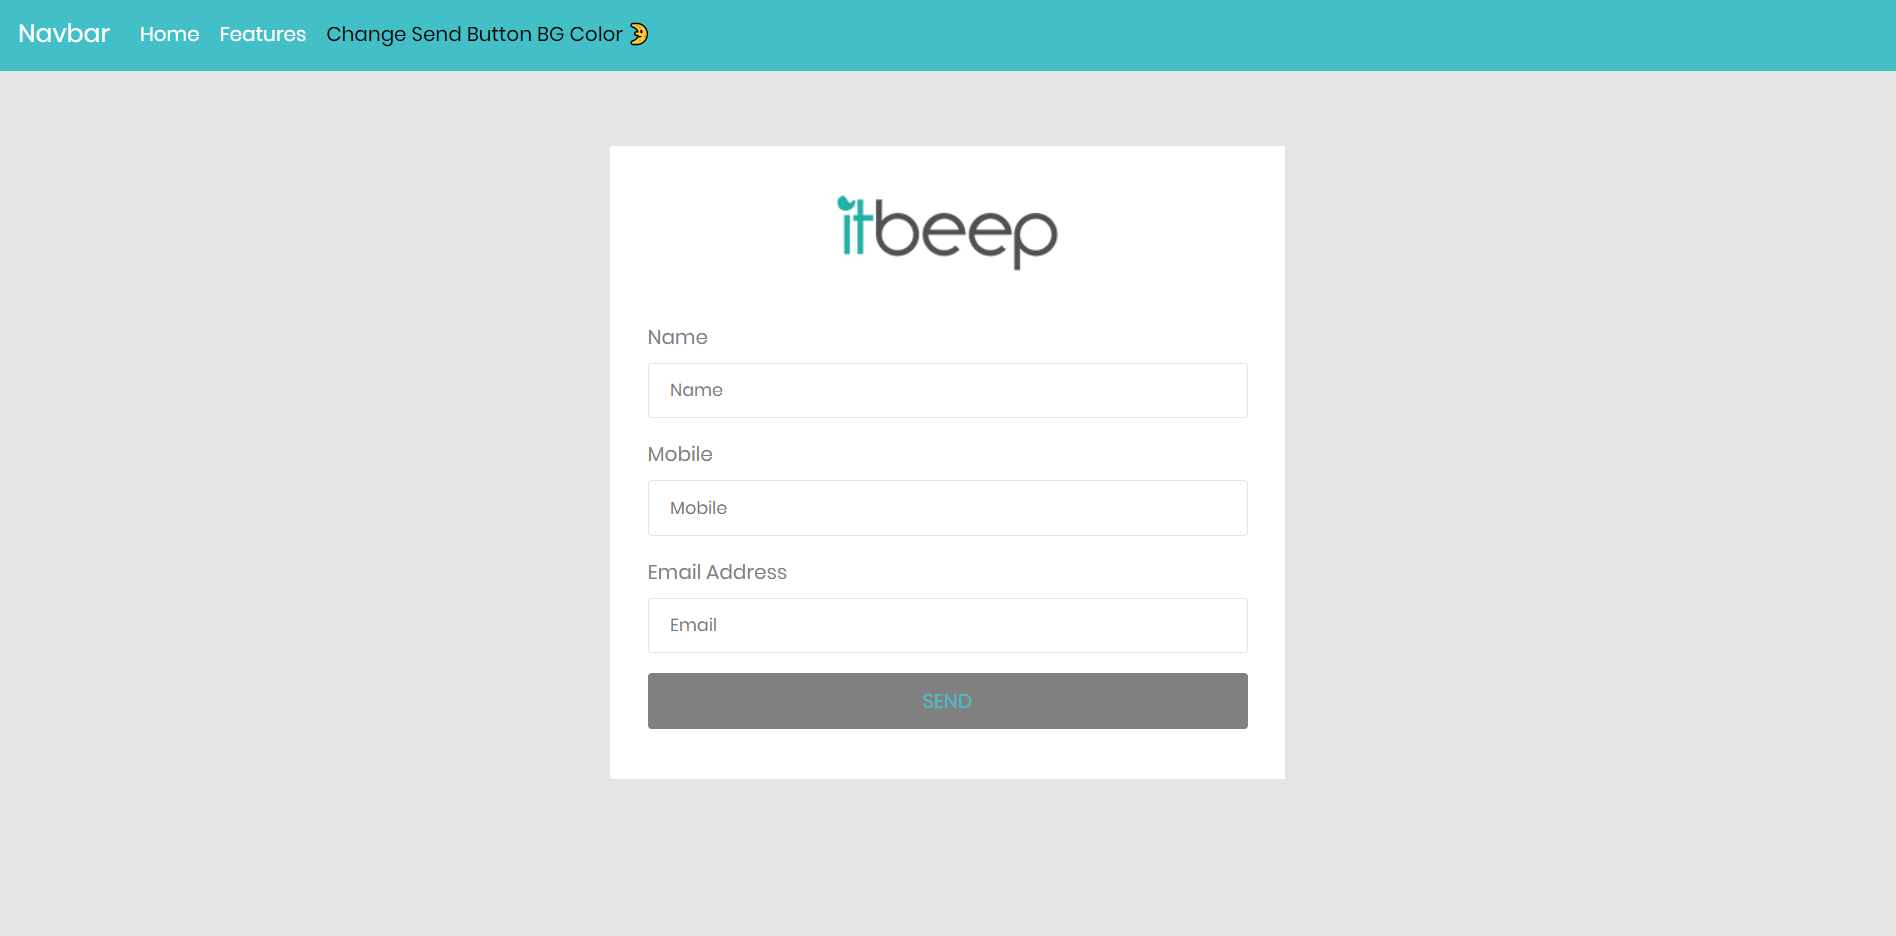 Navbar Home Features Change Send Button BG Color 🌛
itbeep
Name
Name
Mobile
Mobile
Email Address
Email
SEND